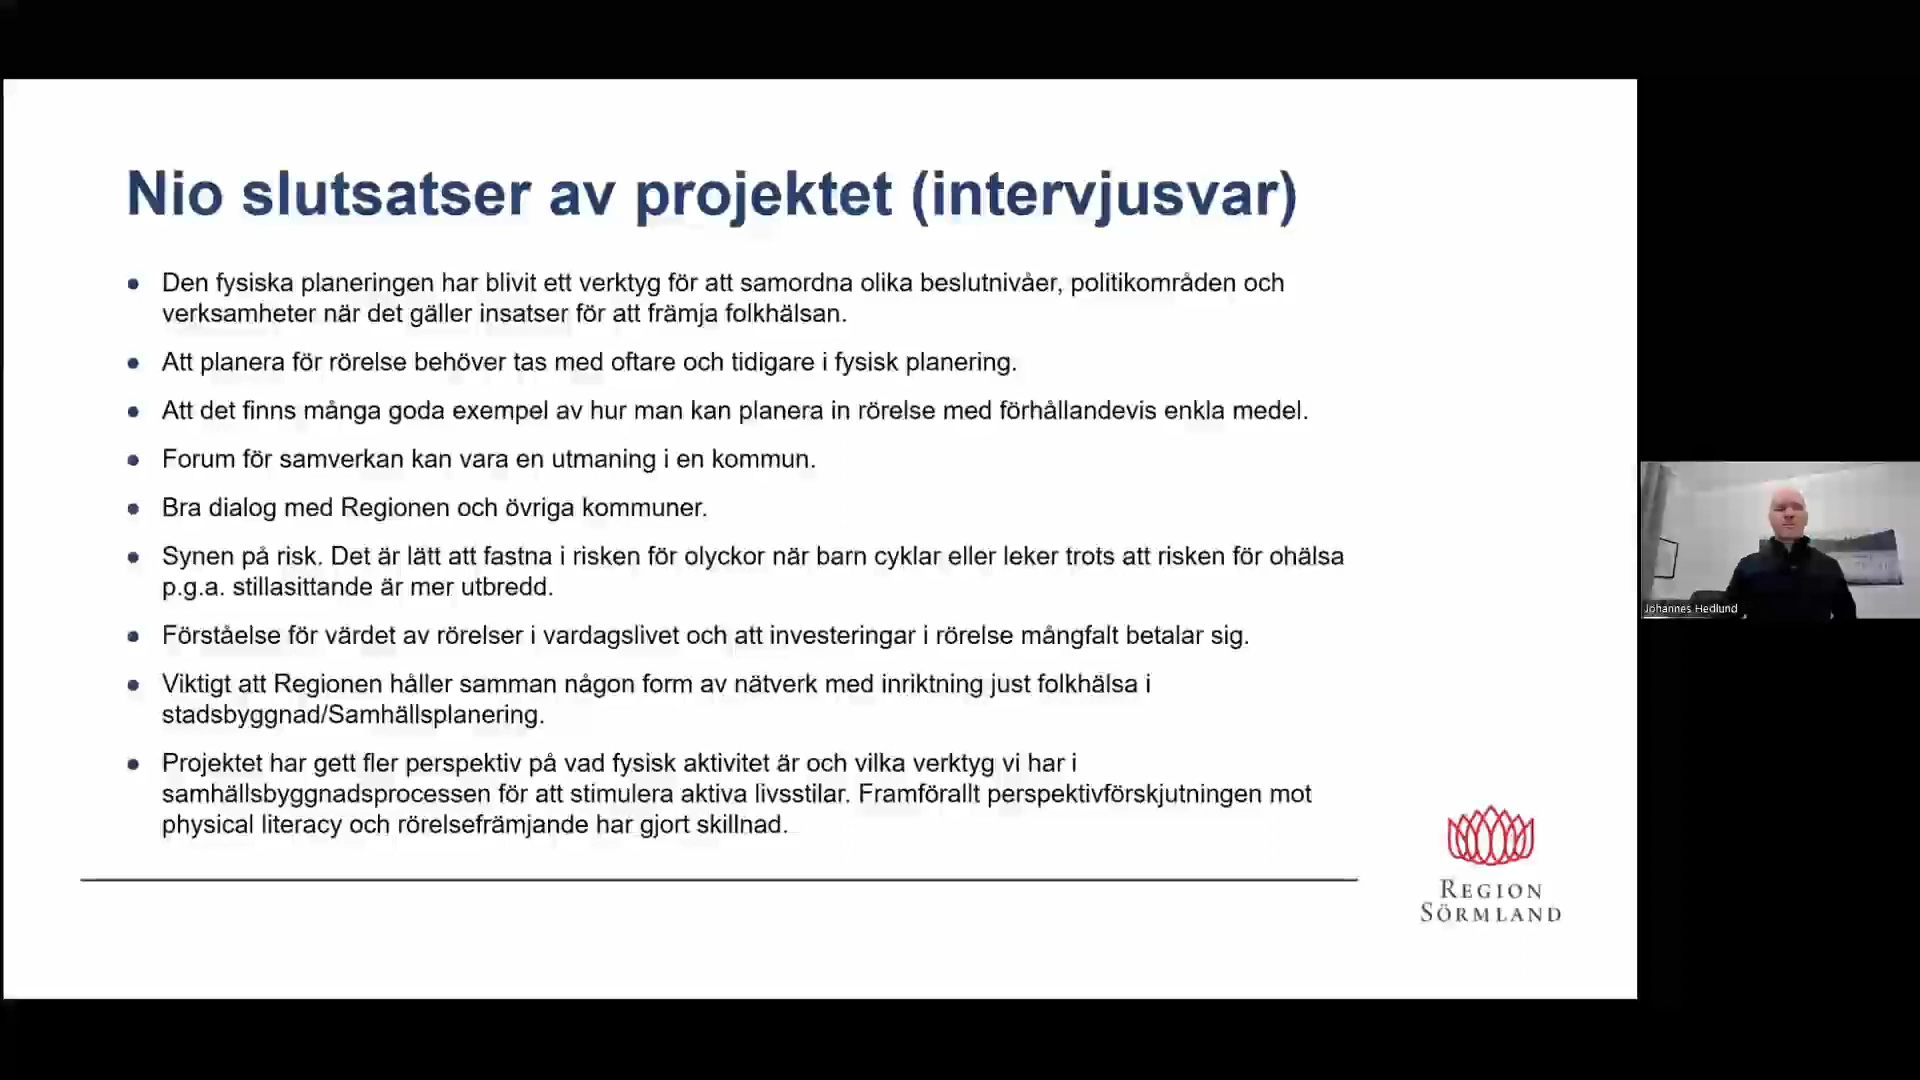 Nio slutsatser av projektet (intervjusvar)
Den fysiska planeringen har blivit ett verktyg för att samordna olika beslutnivåer, politikområden och
verksamheter när det gäller insatser för att främja folkhälsan.
Att planera för rörelse behöver tas med oftare och tidigare i fysisk planering.
Att det finns många goda exempel av hur man kan planera in rörelse med förhållandevis enkla medel.
Forum för samverkan kan vara en utmaning i en kommun.
Bra dialog med Regionen och övriga kommuner.
Synen på risk. Det är lätt att fastna i risken för olyckor när barn cyklar eller leker trots att risken för ohälsa
p.g.a. stillasittande är mer utbredd.
Förståelse för värdet av rörelser i vardagslivet och att investeringar i rörelse mångfalt betalar sig.
Viktigt att Regionen håller samman någon form av nätverk med inriktning just folkhälsa i
stadsbyggnad/Samhällsplanering.
Projektet har gett fler perspektiv på vad fysisk aktivitet är och vilka verktyg vi har i
samhällsbyggnadsprocessen för att stimulera aktiva livsstilar. Framförallt perspektivförskjutningen mot
physical literacy och rörelsefrämjande har gjort skillnad.
REGION
SÖRMLAND
Johannes Hedlund